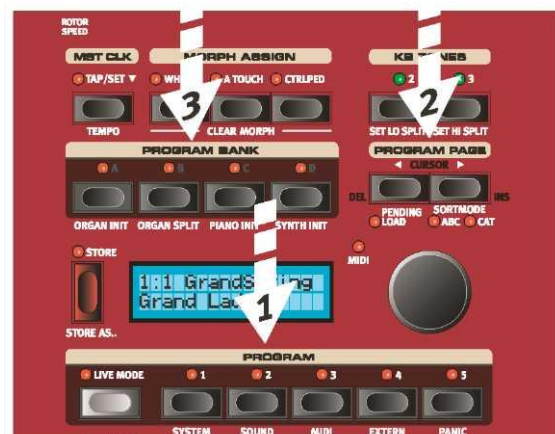 ROTOR
SPEED
MST CLK
MORPH ASSIGN
KB ZONES
TAP/SET ▼
A TOUCH
CTRLPED
2
3
3
2
TEMPO
CLEAR MORPH
SET LO SPLIT
SET HI SPLIT
PROGRAM BANK
PROGRAM PAGE
A
B
C
D
◄ CURSOR ►
DEL
INS
ORGAN INIT
ORGAN SPLIT
PIANO INIT
SYNTH INIT
PENDING
LOAD
SORTMODE
ABC
CAT
STORE
MIDI
1:1
Grand
1
STORE AS..
PROGRAM
LIVE MODE
1
2
3
4
5
SYSTEM
SOUND
MIDI
EXTERN
PANIC